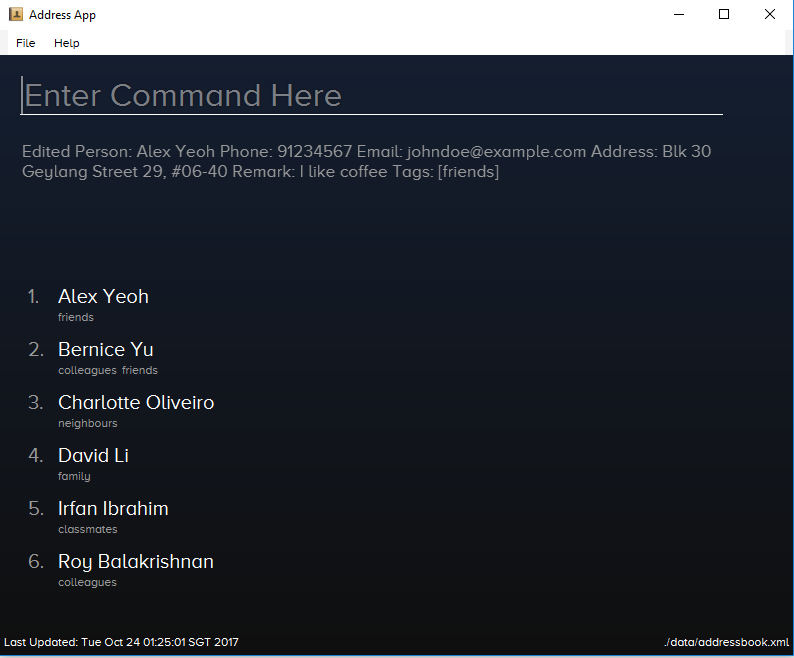 Address App
File Help
Enter Command Here
Edited Person: Alex Yeoh Phone: 91234567 Email: johndoe@example.com Address: Blk 30
Geylang Street 29, #06-40 Remark: I like coffee Tags: [friends]
1. Alex Yeoh
friends
2. Bernice Yu
colleagues friends
3. Charlotte Oliveiro
neighbours
4. David Li
family
5. Irfan Ibrahim
classmates
6. Roy Balakrishnan
colleagues
Last Updated: Tue Oct 24 01:25:01 SGT 2017 ./data/addressbook.xml